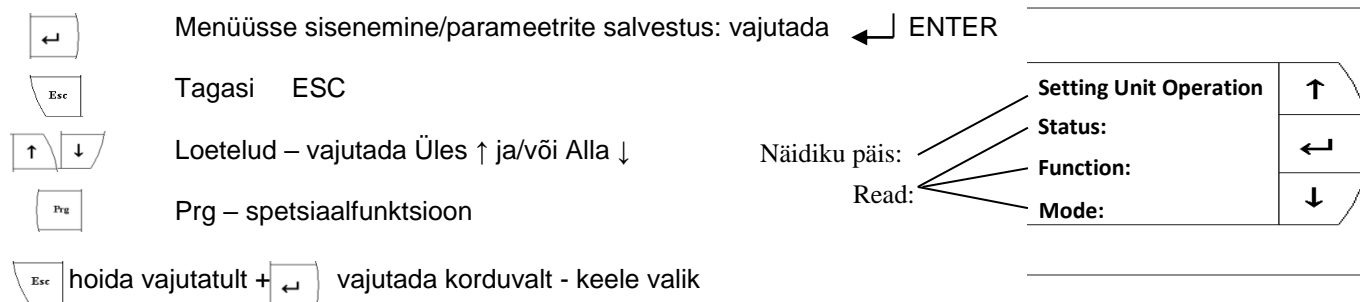 ↵ Menüüsse sisenemine/parameetrite salvestus: vajutada ENTER
Esc Tagasi ESC
↑ ↓ Loetelud – vajutada Üles ↑ ja/või Alla ↓
Prg Prg – spetsiaalfunktsioon
Esc hoida vajutatult + ↵ vajutada korduvalt - keele valik
Näidiku päis:
Read:
Setting Unit Operation ↑
Status:
↵
Function:
Mode: ↓